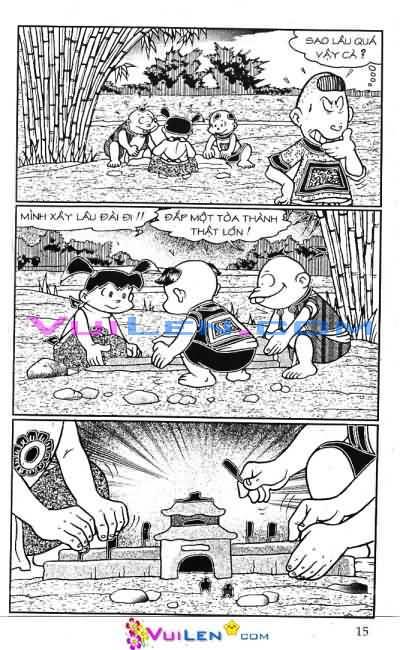 SAO LÂU QUÁ
VẬY CÀ?
MÌNH XÂY LÂU ĐÀI ĐI!!
ĐẮP MỘT TÒA THÀNH
THẬT LỚN!
VUILEN.COM
15
VUILEN.COM